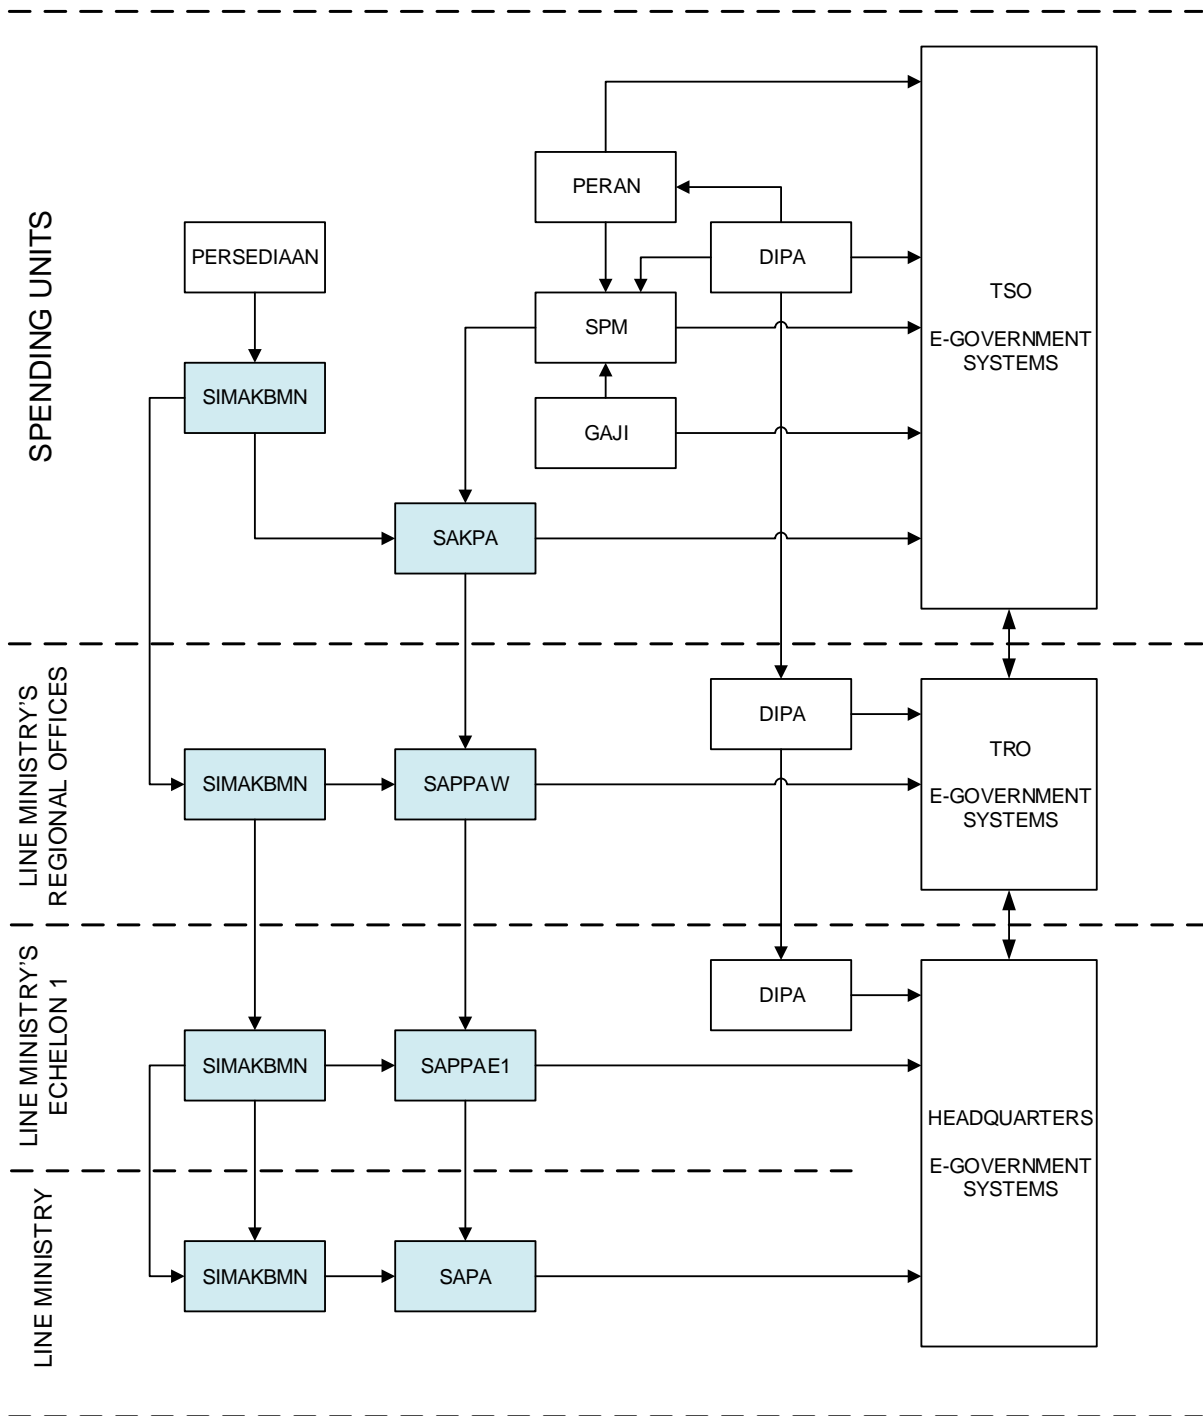 SPENDING UNITS
PERAN
PERSEDIAAN
DIPA
TSO
E-GOVERNMENT
SYSTEMS
SPM
SIMAKBMN
GAJI
SAKPA
LINE MINISTRY'S
REGIONAL OFFICES
DIPA
TRO
E-GOVERNMENT
SYSTEMS
SIMAKBMN
SAPPAW
LINE MINISTRY'S
ECHELON 1
DIPA
SIMAKBMN
SAPPAE1
HEADQUARTERS
E-GOVERNMENT
SYSTEMS
LINE MINISTRY
SIMAKBMN
SAPA